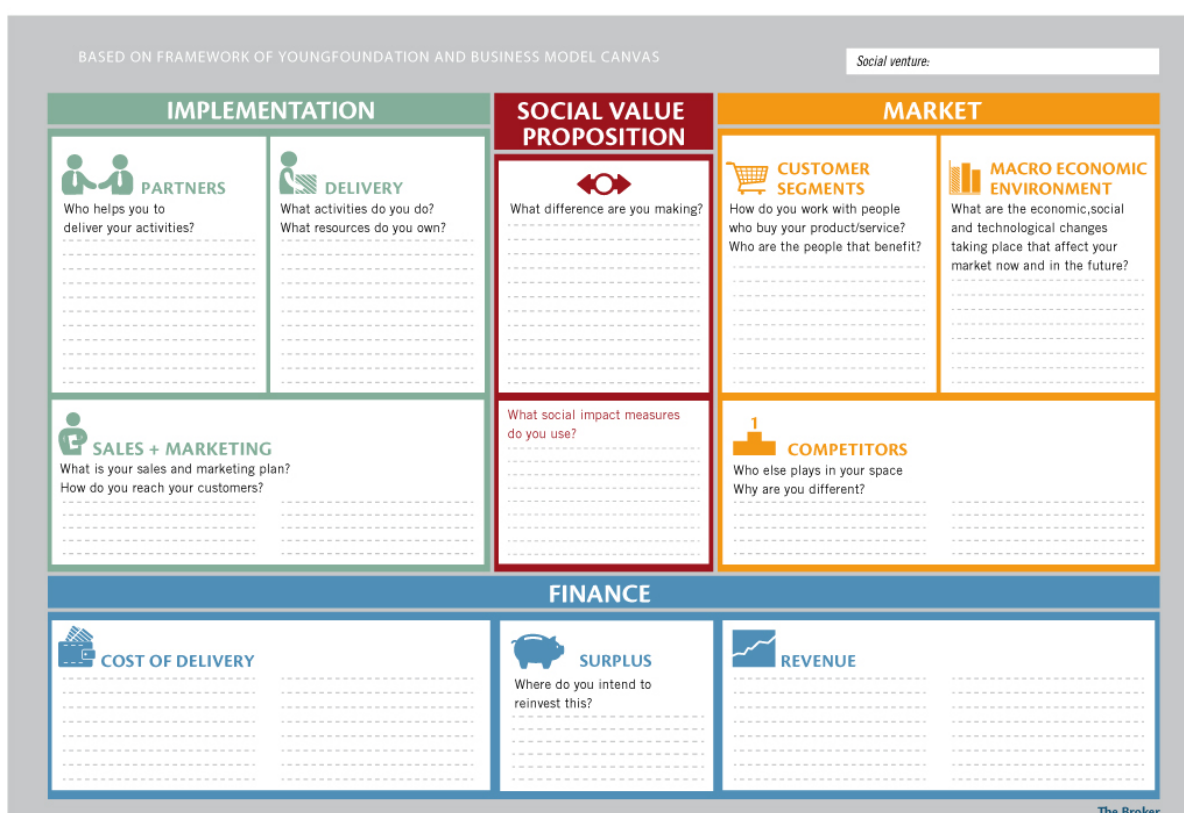 BASED ON FRAMEWORK OF YOUNGFOUNDATION AND BUSINESS MODEL CANVAS
Social venture:
IMPLEMENTATION
PARTNERS
Who helps you to
deliver your activities?
DELIVERY
What activities do you do?
What resources do you own?
SALES + MARKETING
What is your sales and marketing plan?
How do you reach your customers?
SOCIAL VALUE
PROPOSITION
What difference are you making?
What social impact measures
do you use?
MARKET
CUSTOMER
SEGMENTS
How do you work with people
who buy your product/service?
Who are the people that benefit?
MACRO ECONOMIC
ENVIRONMENT
What are the economic,social
and technological changes
taking place that affect your
market now and in the future?
1
COMPETITORS
Who else plays in your space
Why are you different?
FINANCE
COST OF DELIVERY
SURPLUS
Where do you intend to
reinvest this?
REVENUE
The Broker